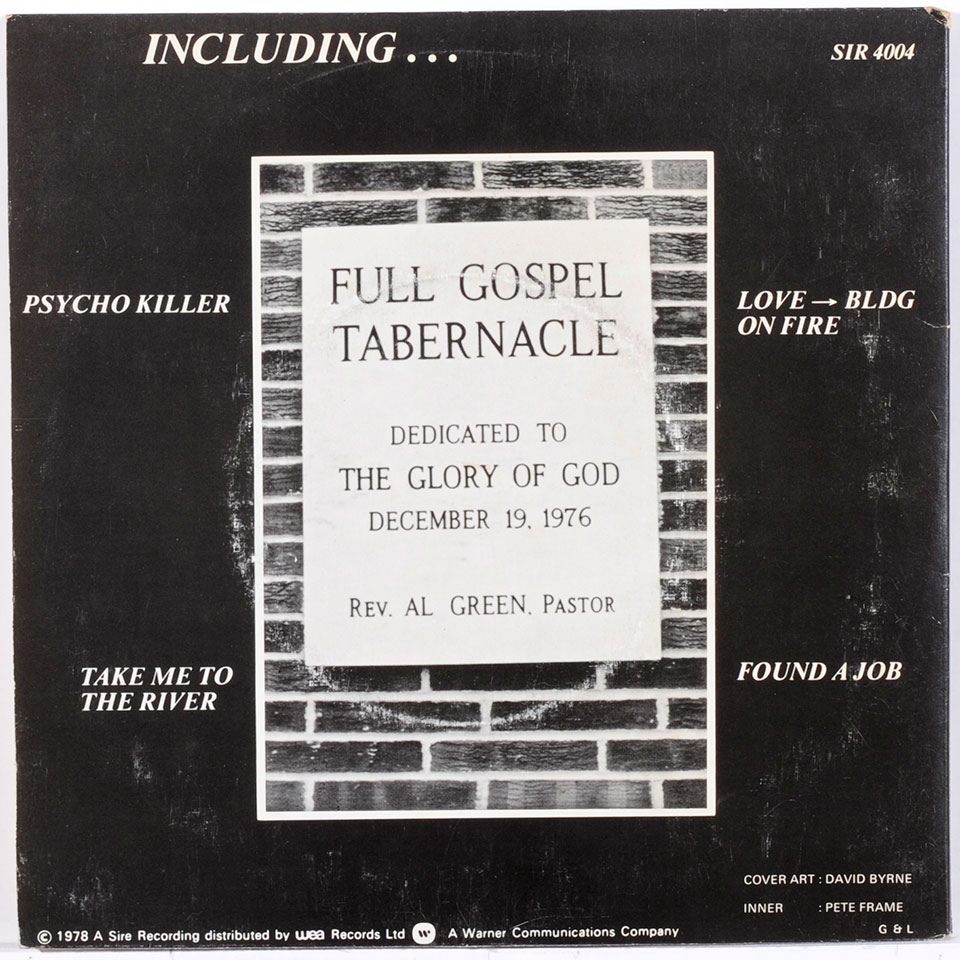 INCLUDING...
SIR 4004
PSYCHO KILLER
FULL GOSPEL
TABERNACLE
DEDICATED TO
THE GLORY OF GOD
DECEMBER 19, 1976
REV. AL GREEN, PASTOR
LOVE → BLDG
ON FIRE
TAKE ME TO
THE RIVER
FOUND A JOB
COVER ART : DAVID BYRNE
INNER : PETE FRAME
G & L
© 1978 A Sire Recording distributed by wea Records Ltd W A Warner Communications Company